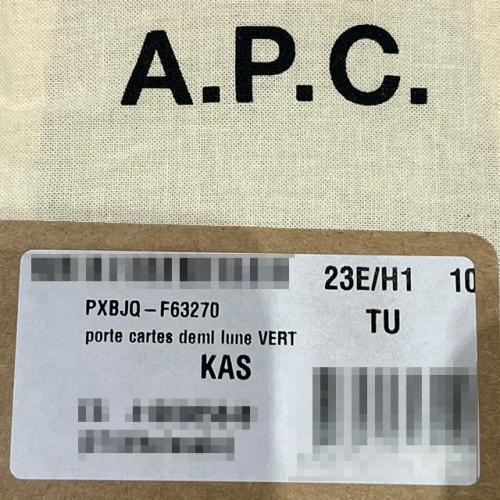 A.P.C.
23E/H1 10
PXBJQ-F63270
TU
porte cartes demi lune VERT
KAS